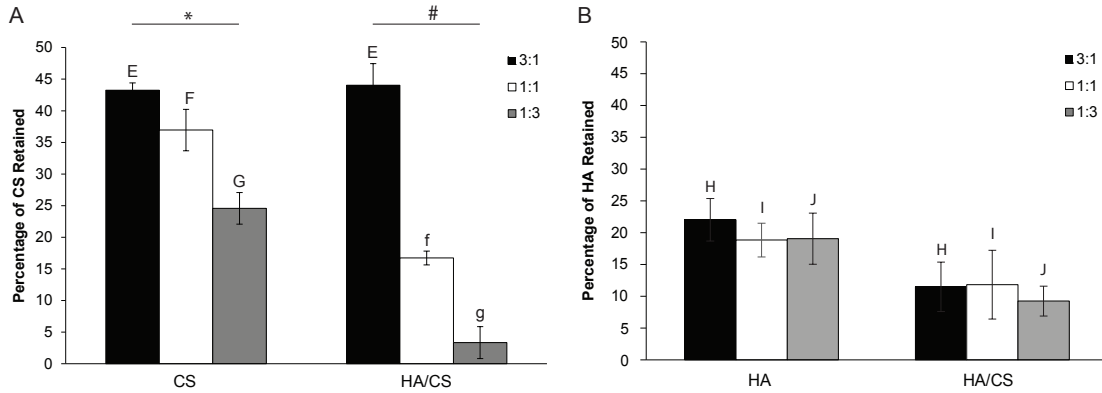 A
*
#
Percentage of CS Retained
50
45
40
35
30
25
20
15
10
5
0
E
F
G
E
f
g
3:1
1:1
1:3
CS
HA/CS
B
Percentage of HA Retained
50
45
40
35
30
25
20
15
10
5
0
H
I
J
H
I
J
3:1
1:1
1:3
HA
HA/CS